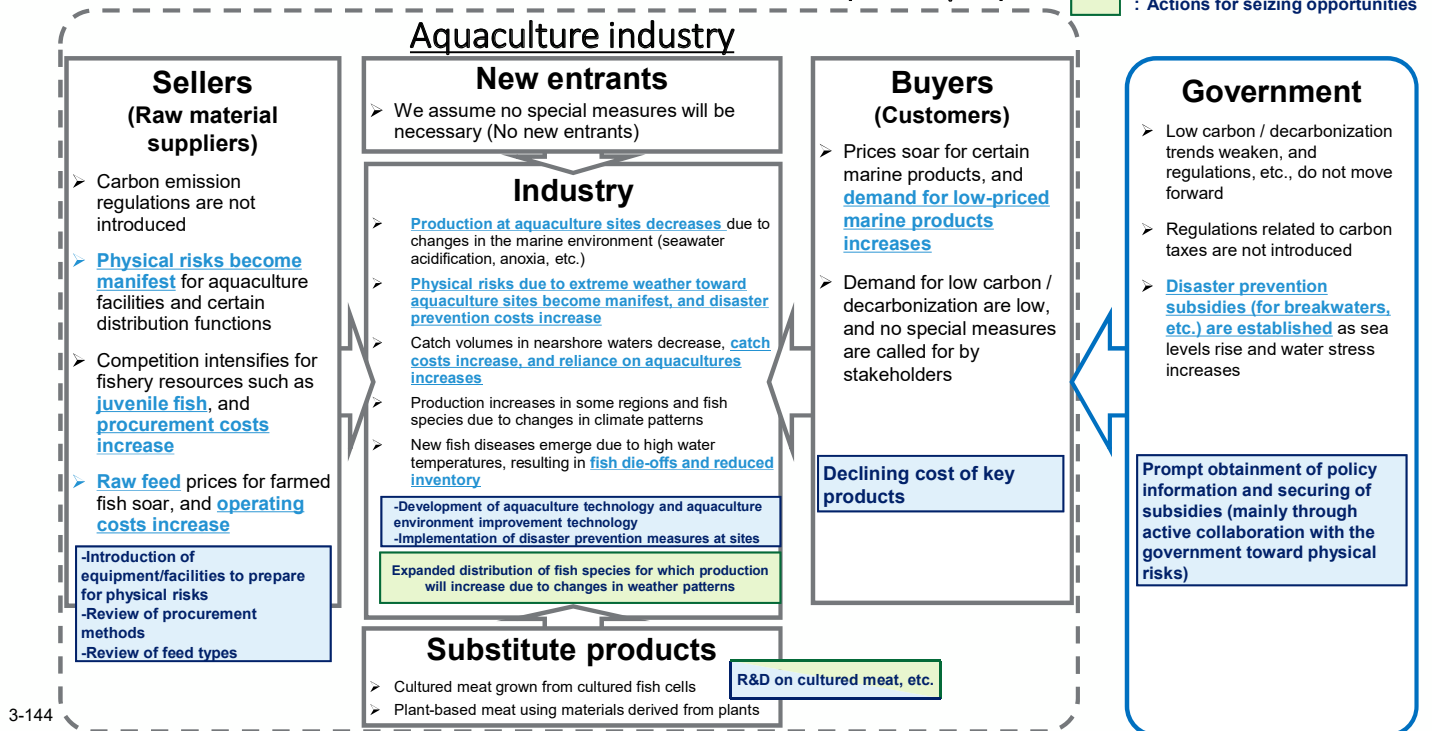 : Actions for seizing opportunities
Aquaculture industry
Sellers
(Raw material
suppliers)
➢ Carbon emission
regulations are not
introduced
➢ Physical risks become
manifest for aquaculture
facilities and certain
distribution functions
➢ Competition intensifies for
fishery resources such as
juvenile fish, and
procurement costs
increase
➢ Raw feed prices for farmed
fish soar, and operating
costs increase
-Introduction of
equipment/facilities to prepare
for physical risks
-Review of procurement
methods
-Review of feed types
New entrants
➢ We assume no special measures will be
necessary (No new entrants)
Industry
➢ Production at aquaculture sites decreases due to
changes in the marine environment (seawater
acidification, anoxia, etc.)
➢ Physical risks due to extreme weather toward
aquaculture sites become manifest, and disaster
prevention costs increase
➢ Catch volumes in nearshore waters decrease, catch
costs increase, and reliance on aquacultures
increases
➢ Production increases in some regions and fish
species due to changes in climate patterns
➢ New fish diseases emerge due to high water
temperatures, resulting in fish die-offs and reduced
inventory
-Development of aquaculture technology and aquaculture
environment improvement technology
-Implementation of disaster prevention measures at sites
Expanded distribution of fish species for which production
will increase due to changes in weather patterns
Substitute products
➢ Cultured meat grown from cultured fish cells
➢ Plant-based meat using materials derived from plants
R&D on cultured meat, etc.
Buyers
(Customers)
➢ Prices soar for certain
marine products, and
demand for low-priced
marine products
increases
➢ Demand for low carbon /
decarbonization are low,
and no special measures
are called for by
stakeholders
Declining cost of key
products
Government
➢ Low carbon / decarbonization
trends weaken, and
regulations, etc., do not move
forward
➢ Regulations related to carbon
taxes are not introduced
➢ Disaster prevention
subsidies (for breakwaters,
etc.) are established as sea
levels rise and water stress
increases
Prompt obtainment of policy
information and securing of
subsidies (mainly through
active collaboration with the
government toward physical
risks)
3-144